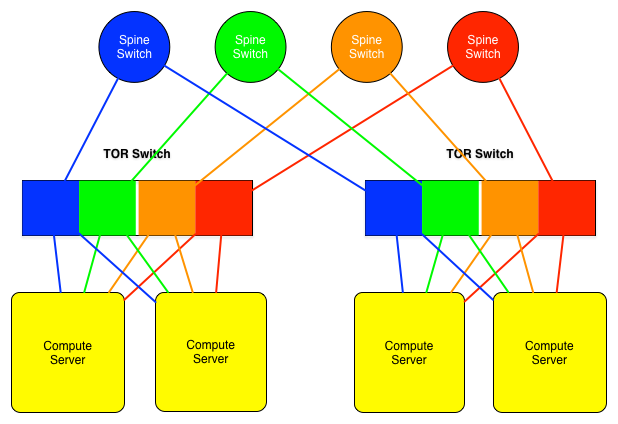 Spine
Switch
Spine
Switch
Spine
Switch
Spine
Switch
TOR Switch
TOR Switch
Compute
Server
Compute
Server
Compute
Server
Compute
Server